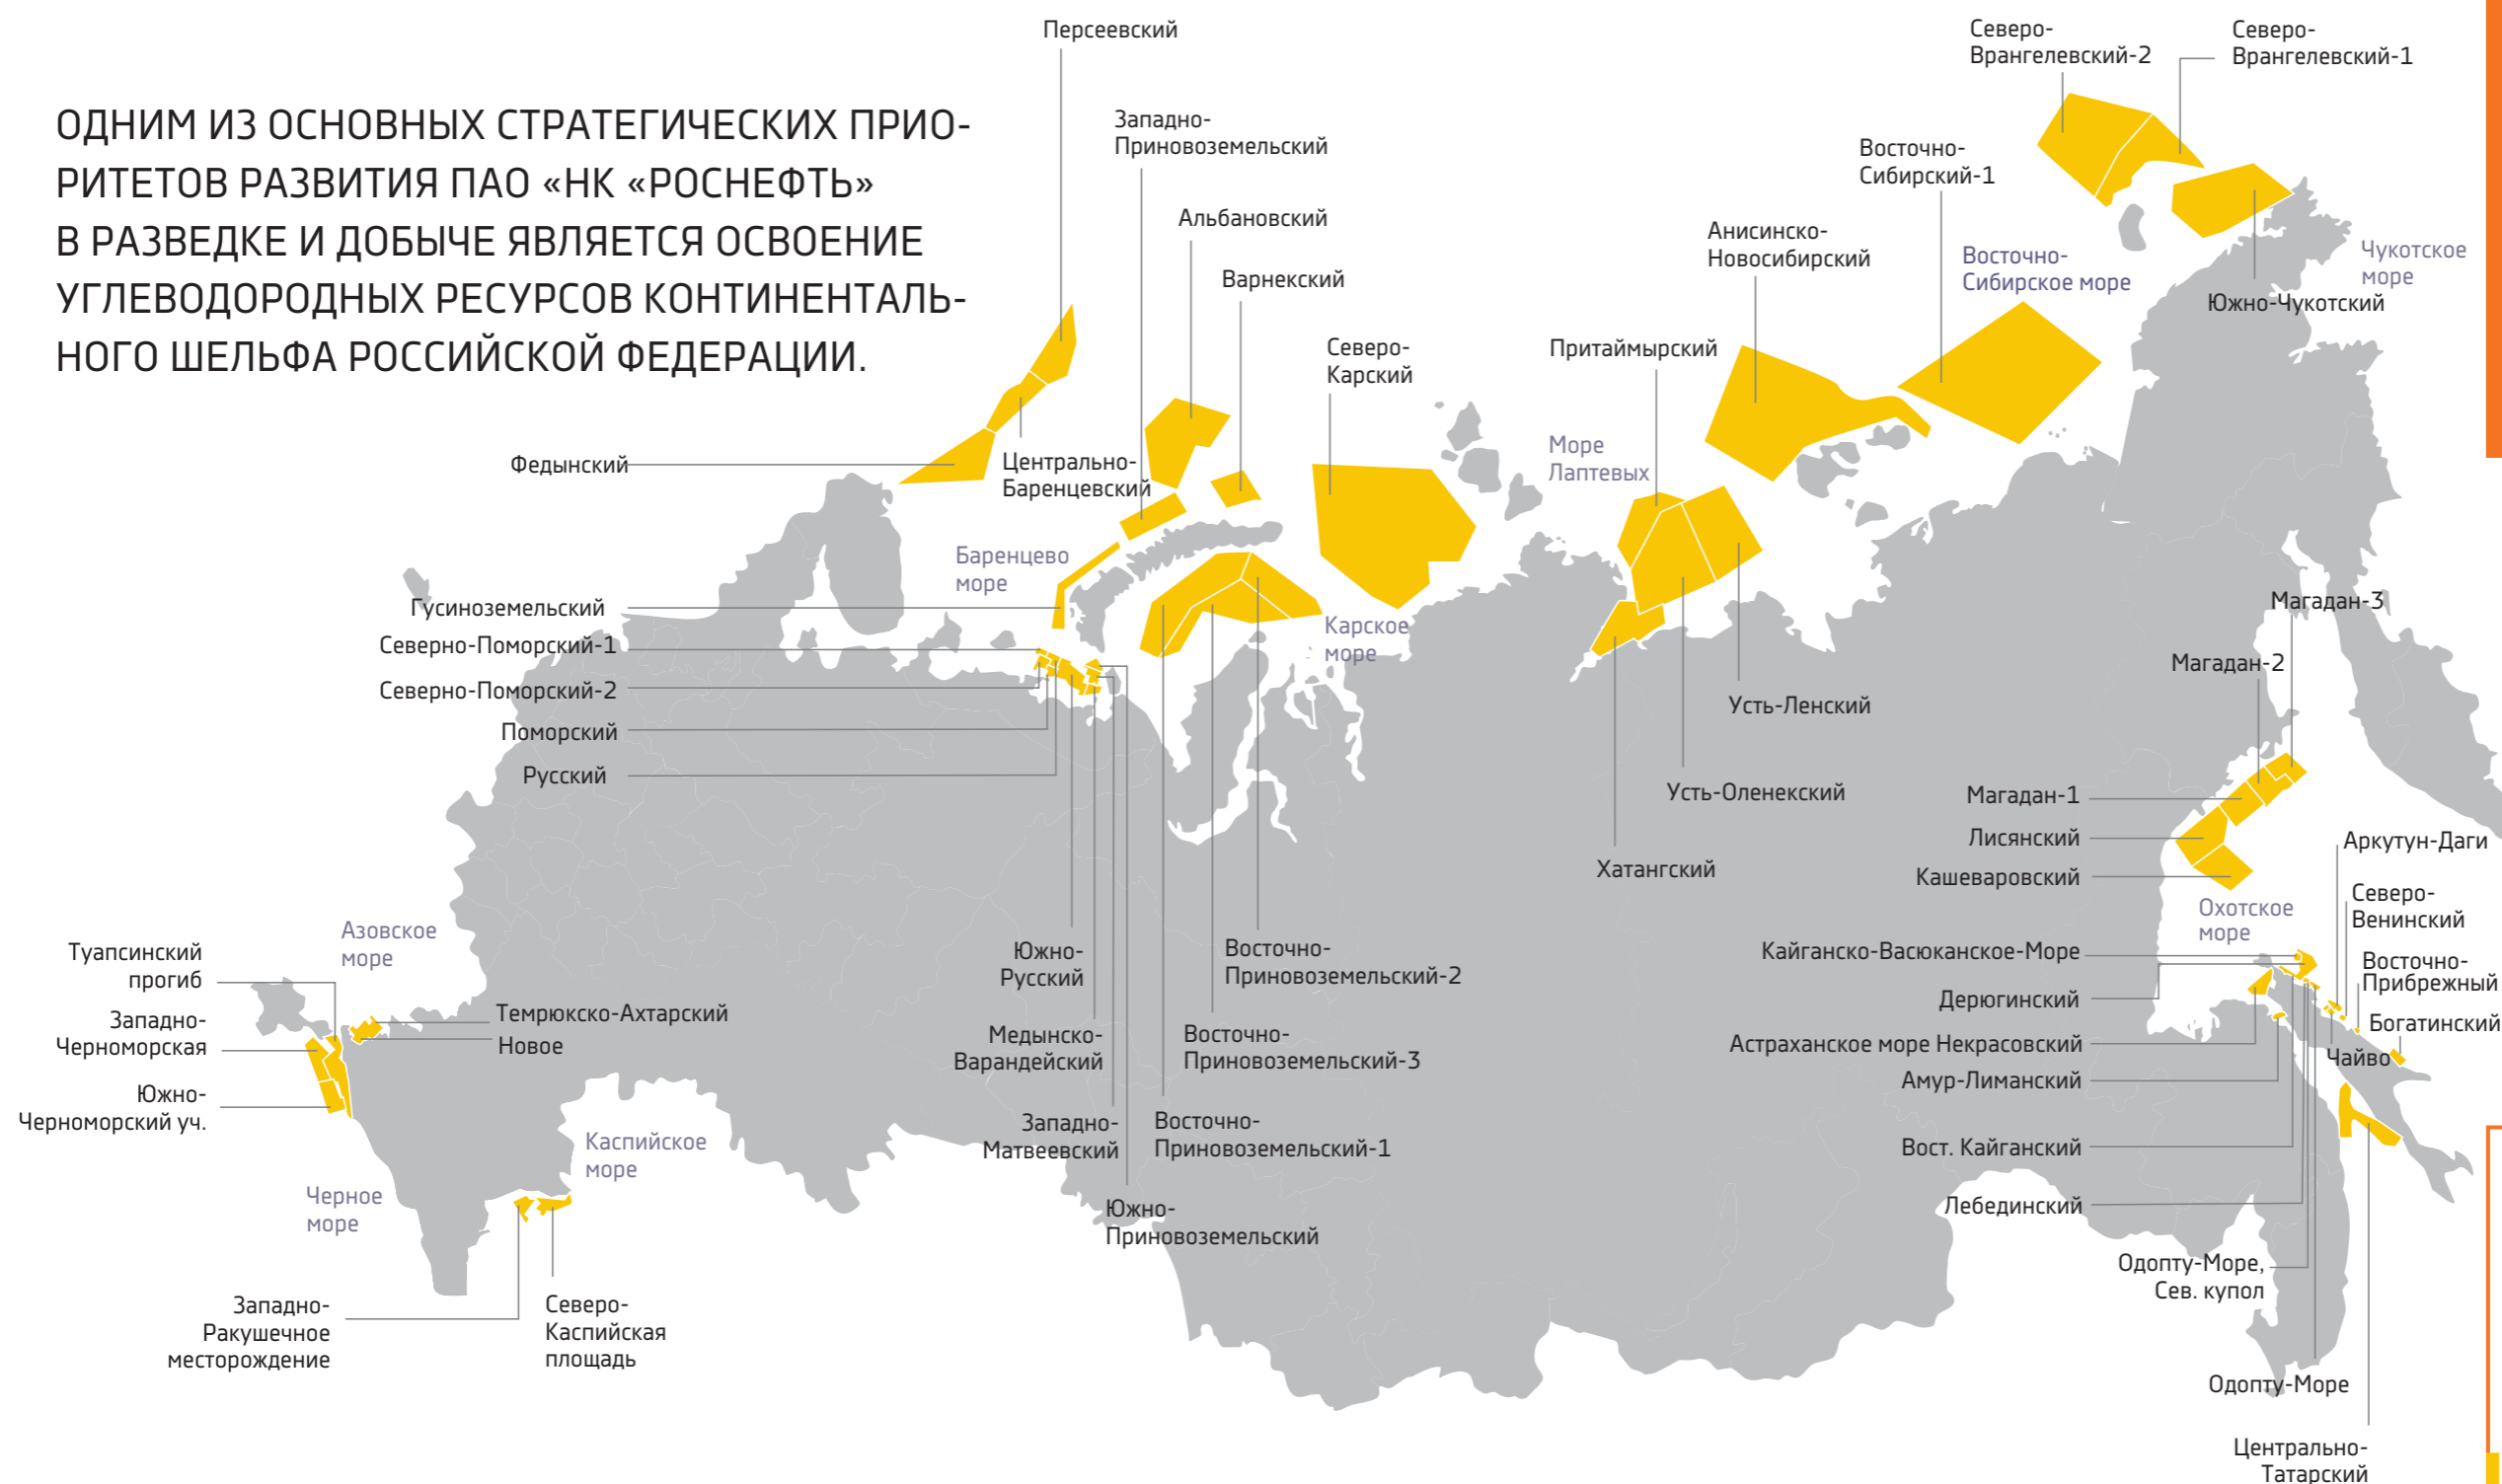 ОДНИМ ИЗ ОСНОВНЫХ СТРАТЕГИЧЕСКИХ ПРИО-
РИТЕТОВ РАЗВИТИЯ ПАО «НК «РОСНЕФТЬ»
В РАЗВЕДКЕ И ДОБЫЧЕ ЯВЛЯЕТСЯ ОСВОЕНИЕ
УГЛЕВОДОРОДНЫХ РЕСУРСОВ КОНТИНЕНТАЛЬ-
НОГО ШЕЛЬФА РОССИЙСКОЙ ФЕДЕРАЦИИ.
Персеевский
Западно-
Приновоземельский
Альбановский
Варнекский
Северо-
Карский
Федынский
Центрально-
Баренцевский
Баренцево
море
Гусиноземельский
Северно-Поморский-1
Северно-Поморский-2
Поморский
Русский
Карское
море
Северо-
Врангелевский-2
Северо-
Врангелевский-1
Восточно-
Сибирский-1
Анисинско-
Новосибирский
Восточно-
Сибирское море
Чукотское
море
Южно-Чукотский
Притаймырский
Море
Лаптевых
Усть-Ленский
Усть-Оленекский
Хатангский
Магадан-3
Магадан-2
Магадан-1
Лисянский
Кашеваровский
Аркутун-Даги
Северо-
Венинский
Охотское
море
Кайганско-Васюканское-Море
Восточно-
Прибрежный
Дерюгинский
Богатинский
Астраханское море Некрасовский
Чайво
Амур-Лиманский
Вост. Кайганский
Лебединский
Одопту-Море,
Сев. купол
Одопту-Море
Центрально-
Татарский
Южно-
Русский
Восточно-
Приновоземельский-2
Медынско-
Варандейский
Восточно-
Приновоземельский-3
Западно-
Матвеевский
Восточно-
Приновоземельский-1
Южно-
Приновоземельский
Азовское
море
Туапсинский
прогиб
Западно-
Черноморская
Южно-
Черноморский уч.
Темрюкско-Ахтарский
Новое
Каспийское
море
Черное
море
Западно-
Ракушечное
месторождение
Северо-
Каспийская
площадь